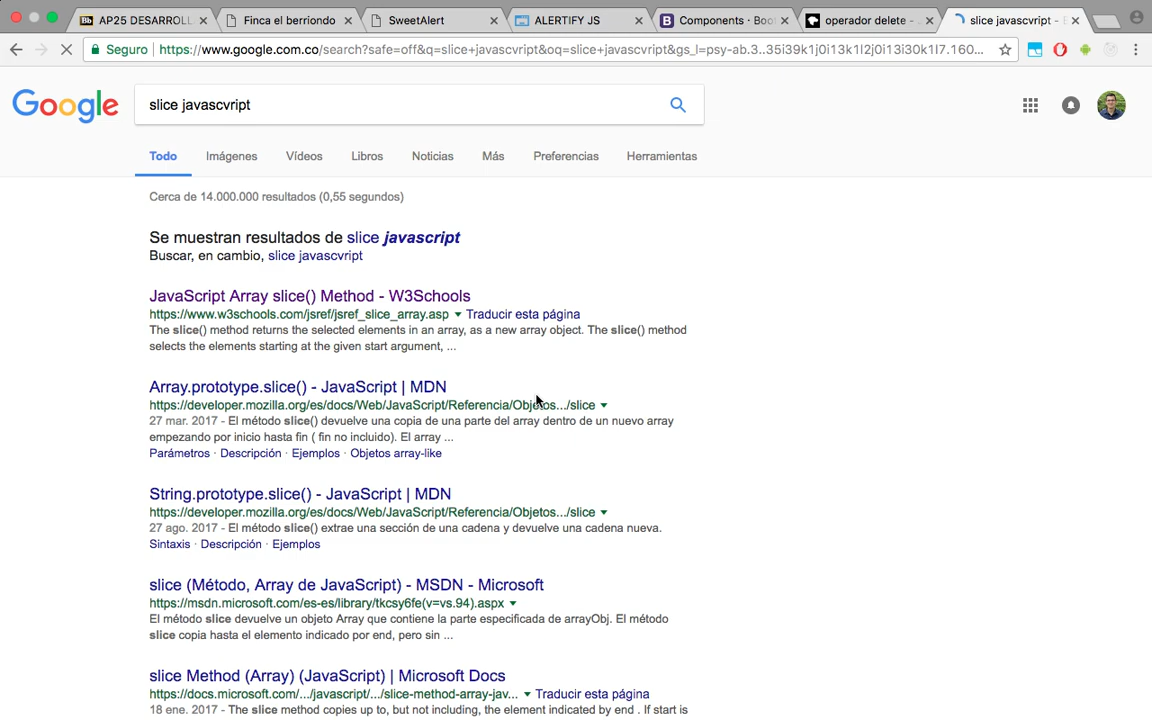 AP25 DESARROLL
Finca el berriondo
SweetAlert
ALERTIFY JS
Components · Boo
operador delete -
slice javascvript -
Seguro
https://www.google.com.co/search?safe=off&q=slice+javascvript&oq=slice+javascvript&gs_l=psy-ab.3..35i39k1j0i13k1l2j0i13i30k1l7.160...
Google
slice javascvript
Todo
Imágenes
Vídeos
Libros
Noticias
Más
Preferencias
Herramientas
Cerca de 14.000.000 resultados (0,55 segundos)
Se muestran resultados de slice javascript
Buscar, en cambio, slice javascvript
JavaScript Array slice() Method - W3Schools
https://www.w3schools.com/jsref/jsref_slice_array.asp Traducir esta página
The slice() method returns the selected elements in an array, as a new array object. The slice() method
selects the elements starting at the given start argument, ...
Array.prototype.slice() - JavaScript | MDN
https://developer.mozilla.org/es/docs/Web/JavaScript/Referencia/Objetos.../slice
27 mar. 2017 - El método slice() devuelve una copia de una parte del array dentro de un nuevo array
empezando por inicio hasta fin ( fin no incluido). El array ...
Parámetros · Descripción · Ejemplos · Objetos array-like
String.prototype.slice() - JavaScript | MDN
https://developer.mozilla.org/es/docs/Web/JavaScript/Referencia/Objetos.../slice
27 ago. 2017 - El método slice() extrae una sección de una cadena y devuelve una cadena nueva.
Sintaxis · Descripción · Ejemplos
slice (Método, Array de JavaScript) - MSDN - Microsoft
https://msdn.microsoft.com/es-es/library/tkcsy6fe(v=vs.94).aspx
El método slice devuelve un objeto Array que contiene la parte especificada de arrayObj. El método
slice copia hasta el elemento indicado por end, pero sin ...
slice Method (Array) (JavaScript) | Microsoft Docs
https://docs.microsoft.com/.../javascript/.../slice-method-array-jav... Traducir esta página
18 ene. 2017 - The slice method copies up to, but not including, the element indicated by end . If start is